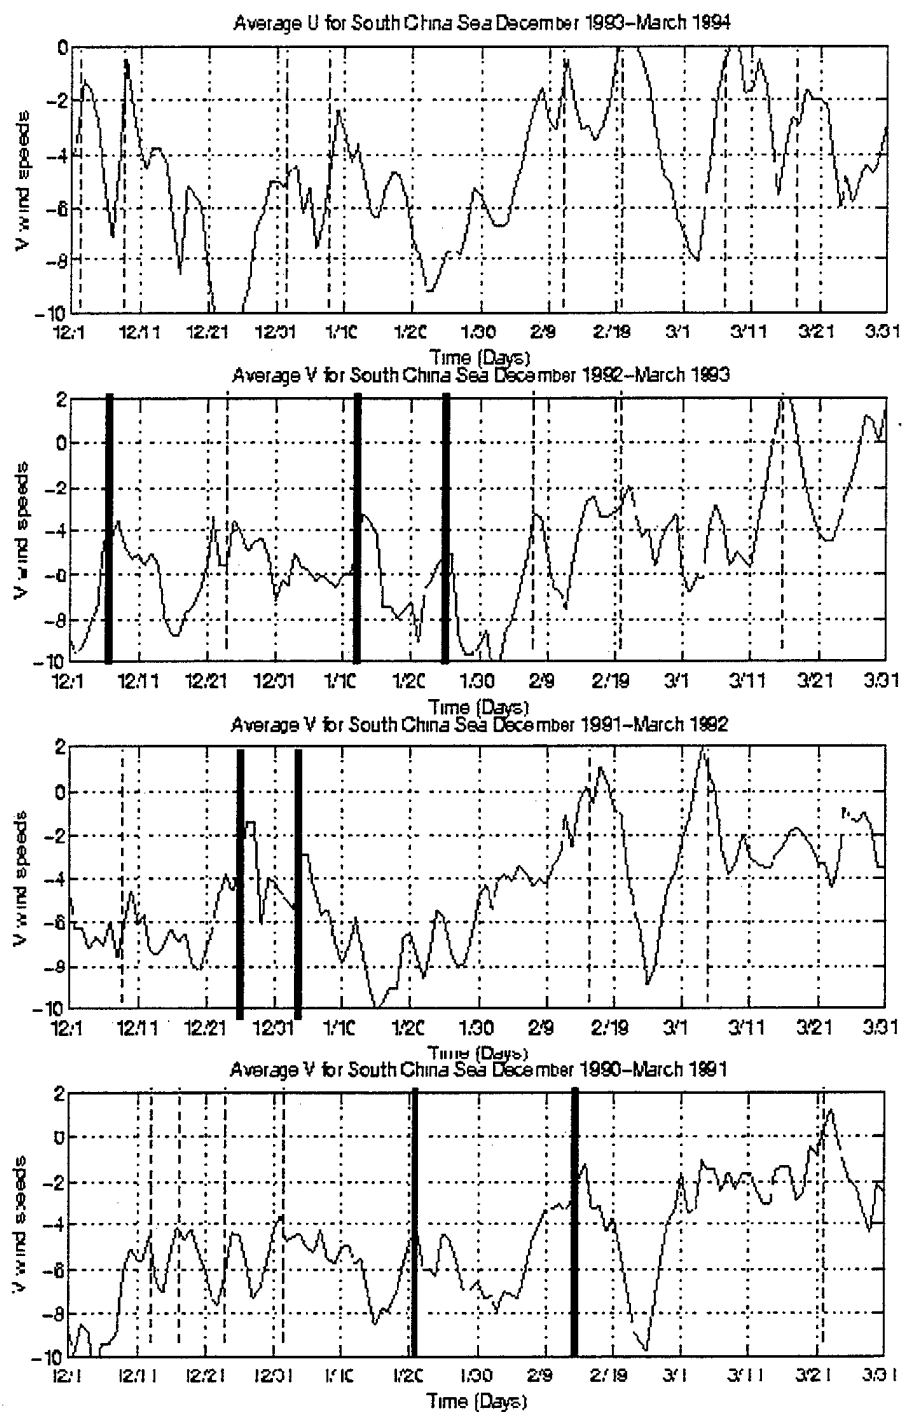 Average U for South China Sea December 1993–March 1994
0
−2
−4
−6
−8
−10
V wind speeds
12/1 12/11 12/21 12/31 1/10 1/20 1/30 2/9 2/19 3/1 3/11 3/21 3/31
Time (Days)
Average V for South China Sea December 1992–March 1993
2
0
−2
−4
−6
−8
−10
V wind speeds
12/1 12/11 12/21 12/31 1/10 1/20 1/30 2/9 2/19 3/1 3/11 3/21 3/31
Time (Days)
Average V for South China Sea December 1991–March 1992
2
0
−2
−4
−6
−8
−10
V wind speeds
12/1 12/11 12/21 12/31 1/10 1/20 1/30 2/9 2/19 3/1 3/11 3/21 3/31
Time (Days)
Average V for South China Sea December 1990–March 1991
2
0
−2
−4
−6
−8
−10
V wind speeds
12/1 12/11 12/21 12/31 1/10 1/20 1/30 2/9 2/19 3/1 3/11 3/21 3/31
Time (Days)